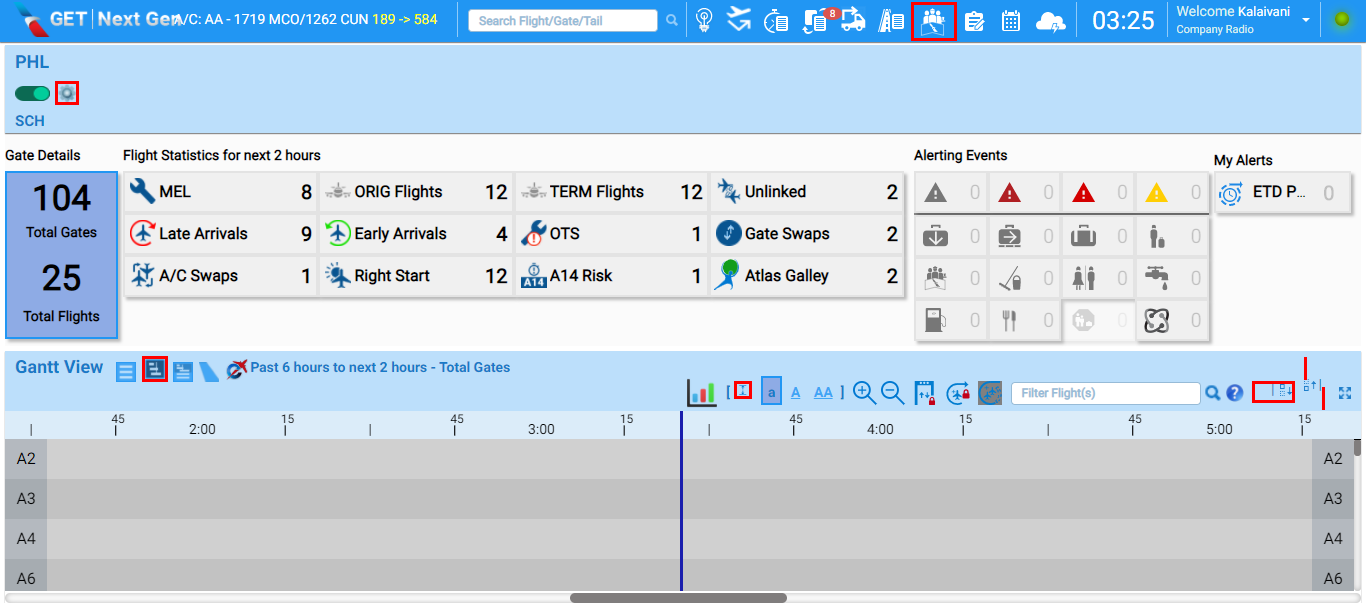 GET Next Gen A/C: AA - 1719 MCO/1262 CUN 189 -> 584 Search Flight/Gate/Tail 8 03:25 Welcome Kalaivani
Company Radio
PHL
SCH
Gate Details Flight Statistics for next 2 hours Alerting Events My Alerts
104
Total Gates
25
Total Flights
MEL 8 ORIG Flights 12 TERM Flights 12 Unlinked 2
Late Arrivals 9 Early Arrivals 4 OTS 1 Gate Swaps 2
A/C Swaps 1 Right Start 12 A14 A14 Risk 1 Atlas Galley 2
0 0 0 0
0 0 0 0
0 0 0 0
0 0 0 0
ETD P... 0
Gantt View Past 6 hours to next 2 hours - Total Gates
[ a A AA ] Filter Flight(s) ?
45 2:00 15 45 3:00 15 45 4:00 15 45 5:00 15
A2 A2
A3 A3
A4 A4
A6 A6